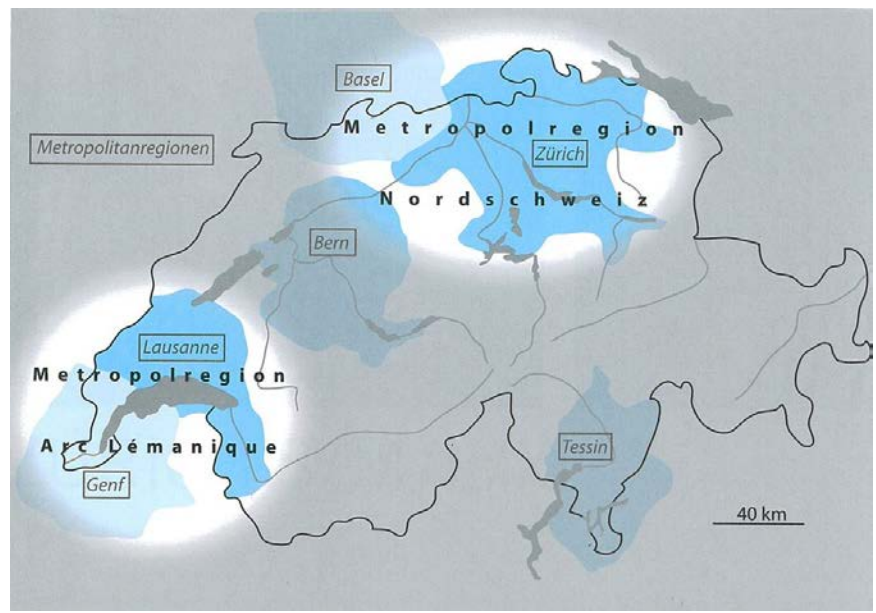 Basel
Metropolregion
Metropolitanregionen
Zürich
Nordschweiz
Bern
Lausanne
Metropolregion
Arc Lémanique
Tessin
Genf
40 km